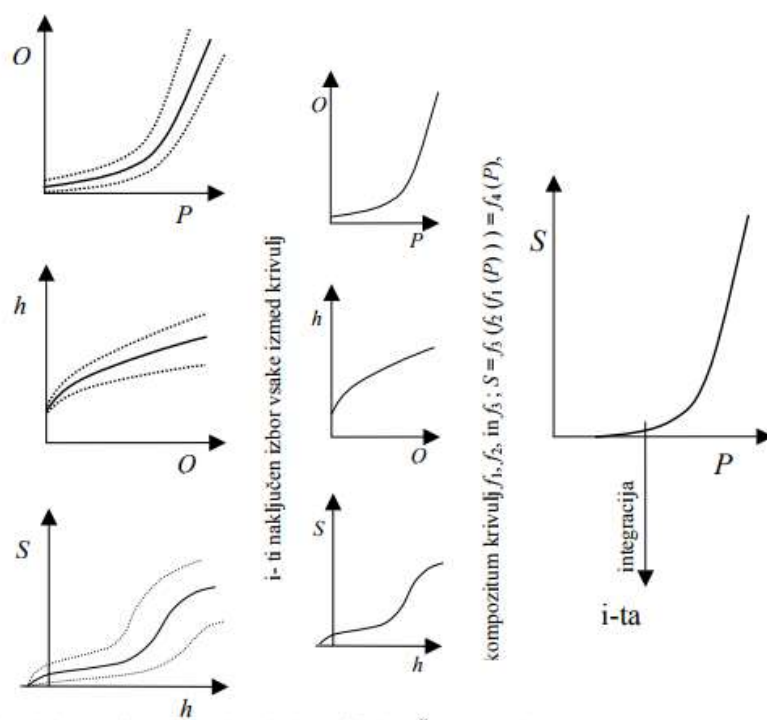 O
P
h
O
S
h
i- ti naključen izbor vsake izmed krivulj
O
P
h
O
S
h
kompozitum krivulj f₁, f₂, in f₃ ; S = f₃ (f₂ (f₁ (P) ) ) = f₄ (P),
S
P
integracija
i-ta